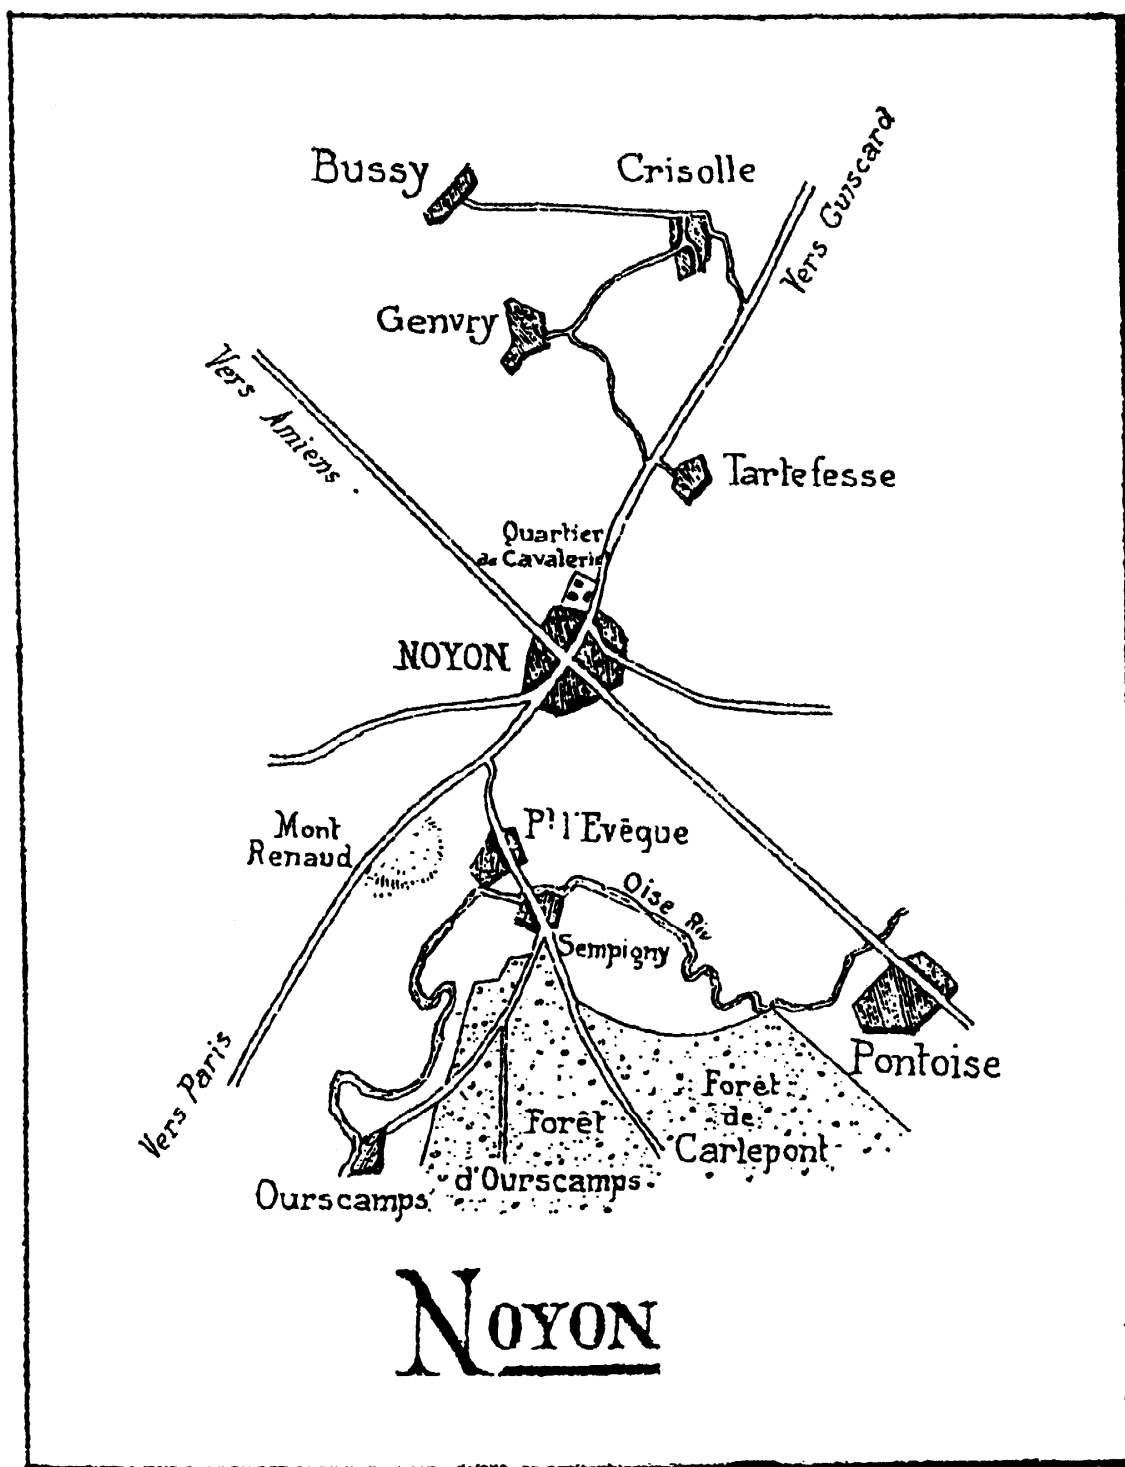 Bussy
Crisolle
Vers Guiscard
Genvry
Vers Amiens
Tartefesse
Quartier
de Cavalerie
NOYON
Mont
Renaud
Pt l'Evêque
Oise Riv
Sempigny
Vers Paris
Pontoise
Forêt
de
Carlepont
Forêt
d'Ourscamps
Ourscamps
NOYON